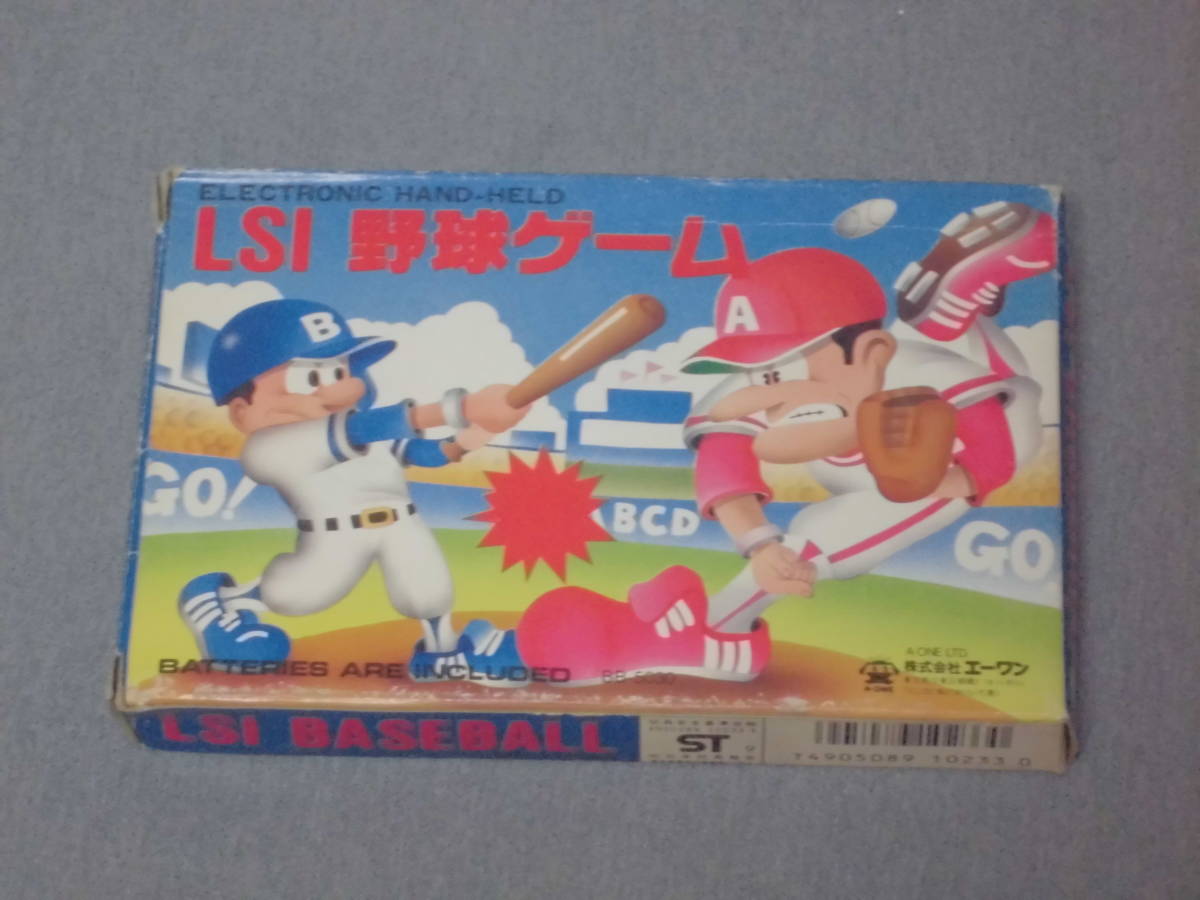 ELECTRONIC HAND-HELD
LSI 野球ゲーム
B
A
GO!
ABCD
GO
BATTERIES ARE INCLUDED
A ONE LTD
株式会社 エーワン
LSI BASEBALL
ST
T4905089 10233 0